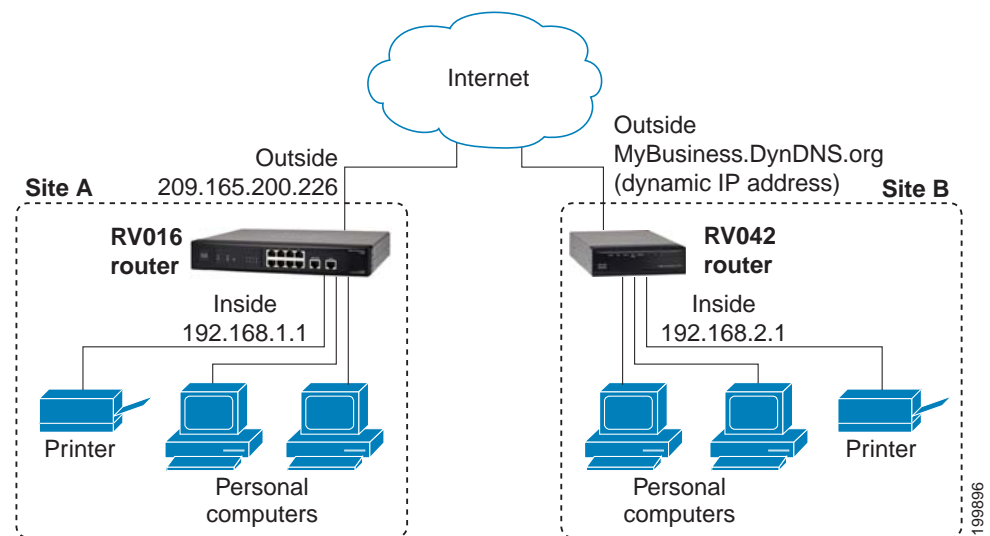 Internet
Outside
209.165.200.226
Outside
MyBusiness.DynDNS.org
(dynamic IP address)
Site A
Site B
RV016
router
RV042
router
Inside
192.168.1.1
Inside
192.168.2.1
Printer
Personal
computers
Personal
computers
Printer
199896